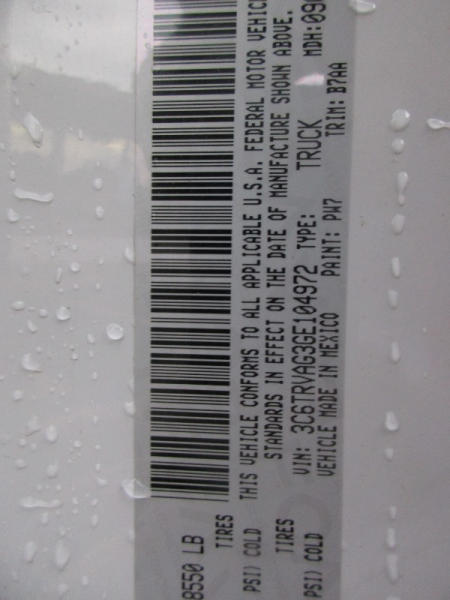 8550 LB
TIRES
PSI) COLD
TIRES
PSI) COLD
THIS VEHICLE CONFORMS TO ALL APPLICABLE U.S.A. FEDERAL MOTOR
STANDARDS IN EFFECT ON THE DATE OF MANUFACTURE SHOWN ABOVE.
VIN: 3C6TRVAG3GE104972 TYPE: TRUCK MDH:
VEHICLE MADE IN MEXICO PAINT: PW7 TRIM: B7AA